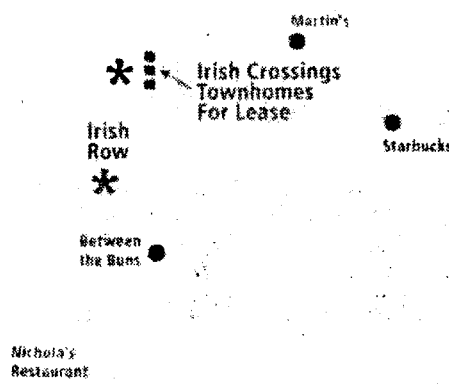 Martin's
Irish Crossings
Townhomes
For Lease
Irish
Row
Starbucks
Between
the Buns
Nichola's
Restaurant